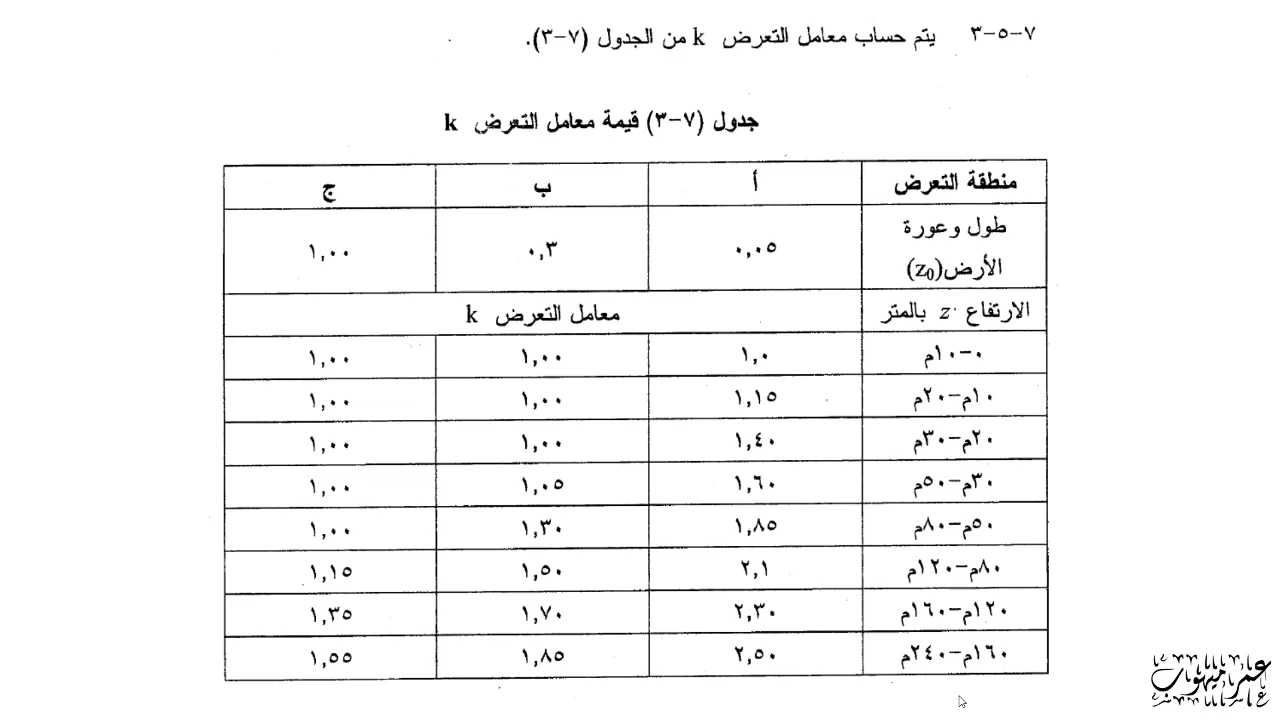 ٧-٥-٣ يتم حساب معامل التعرض k من الجدول (٧-٣).
جدول (٧-٣) قيمة معامل التعرض k
منطقة التعرض أ ب ج
طول وعورة
الأرض(z0) ٠,٠٥ ٠,٣ ١,٠٠
الارتفاع z بالمتر معامل التعرض k
٠-١٠م ١,٠ ١,٠٠ ١,٠٠
١٠م-٢٠م ١,١٥ ١,٠٠ ١,٠٠
٢٠م-٣٠م ١,٤٠ ١,٠٠ ١,٠٠
٣٠م-٥٠م ١,٦٠ ١,٠٥ ١,٠٠
٥٠م-٨٠م ١,٨٥ ١,٣٠ ١,٠٠
٨٠م-١٢٠م ٢,١ ١,٥٠ ١,١٥
١٢٠م-١٦٠م ٢,٣٠ ١,٧٠ ١,٣٥
١٦٠م-٢٤٠م ٢,٥٠ ١,٨٥ ١,٥٥